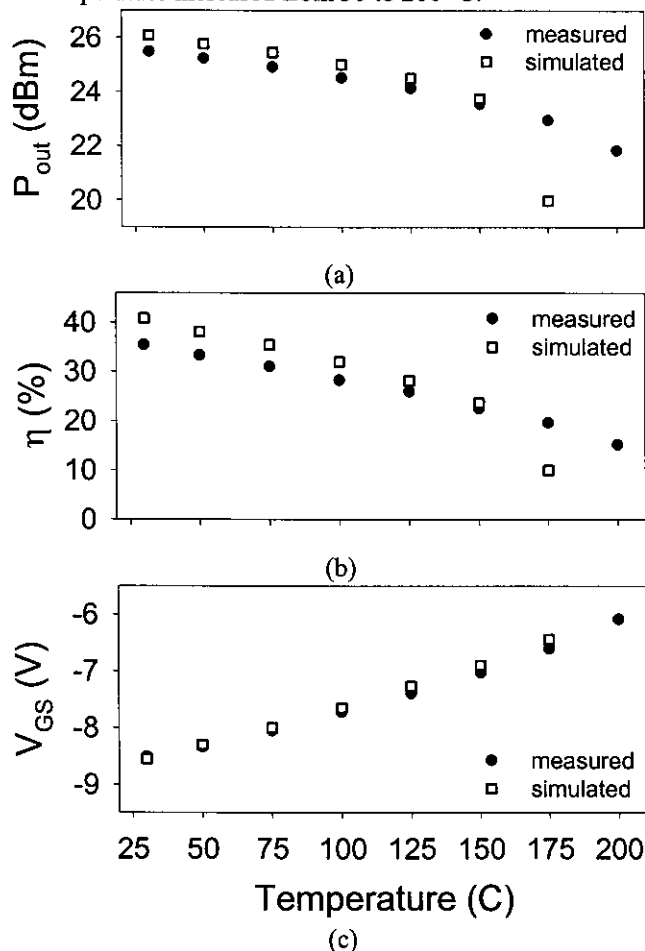 26
24
22
20
P_out (dBm)
measured
simulated
(a)
40
30
20
10
0
η (%)
measured
simulated
(b)
-6
-7
-8
-9
V_GS (V)
measured
simulated
25 50 75 100 125 150 175 200
Temperature (C)
(c)